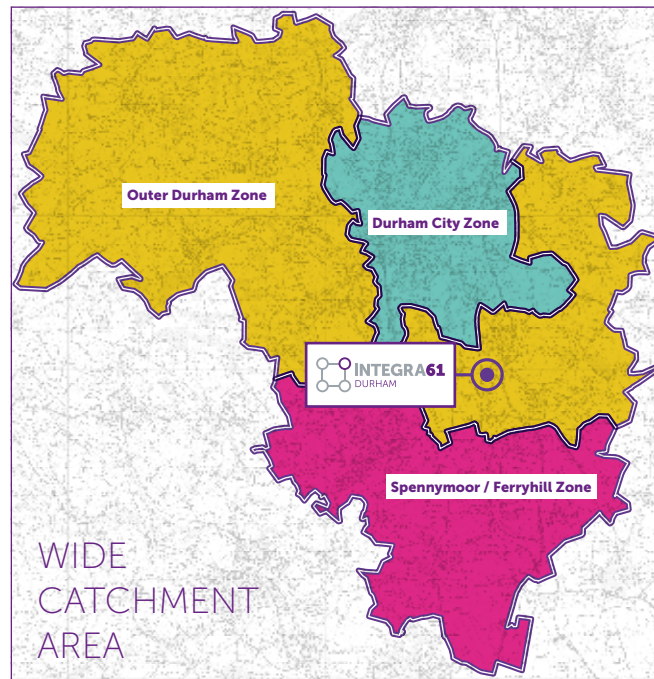 Outer Durham Zone
Durham City Zone
INTEGRA61
DURHAM
Spennymoor / Ferryhill Zone
WIDE
CATCHMENT
AREA